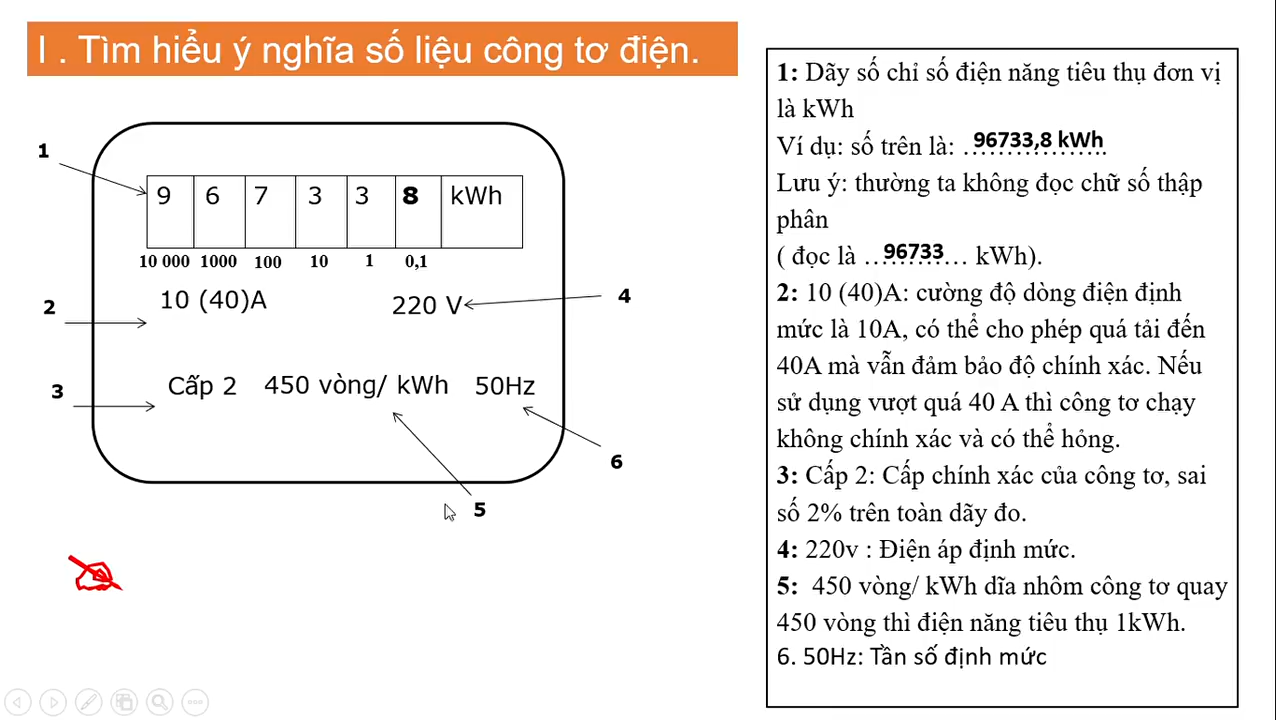 I . Tìm hiểu ý nghĩa số liệu công tơ điện.
1
9 6 7 3 3 8 kWh
10 000 1000 100 10 1 0,1
2
10 (40)A
220 V
4
3
Cấp 2 450 vòng/ kWh 50Hz
6
5
1: Dãy số chỉ số điện năng tiêu thụ đơn vị
là kWh
Ví dụ: số trên là: ……96733,8 kWh……
Lưu ý: thường ta không đọc chữ số thập
phân
( đọc là …96733… kWh).
2: 10 (40)A: cường độ dòng điện định
mức là 10A, có thể cho phép quá tải đến
40A mà vẫn đảm bảo độ chính xác. Nếu
sử dụng vượt quá 40 A thì công tơ chạy
không chính xác và có thể hỏng.
3: Cấp 2: Cấp chính xác của công tơ, sai
số 2% trên toàn dãy đo.
4: 220v : Điện áp định mức.
5: 450 vòng/ kWh dĩa nhôm công tơ quay
450 vòng thì điện năng tiêu thụ 1kWh.
6. 50Hz: Tần số định mức